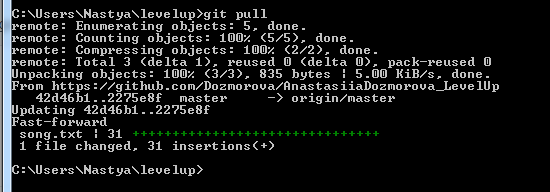 C:\Users\Nastya\levelup>git pull
remote: Enumerating objects: 5, done.
remote: Counting objects: 100% (5/5), done.
remote: Compressing objects: 100% (2/2), done.
remote: Total 3 (delta 1), reused 0 (delta 0), pack-reused 0
Unpacking objects: 100% (3/3), 835 bytes | 5.00 KiB/s, done.
From https://github.com/Dozmorova/AnastasiiaDozmorova_LevelUp
   42d46b1..2275e8f  master     -> origin/master
Updating 42d46b1..2275e8f
Fast-forward
 song.txt | 31 +++++++++++++++++++++++++++++++
 1 file changed, 31 insertions(+)
C:\Users\Nastya\levelup>